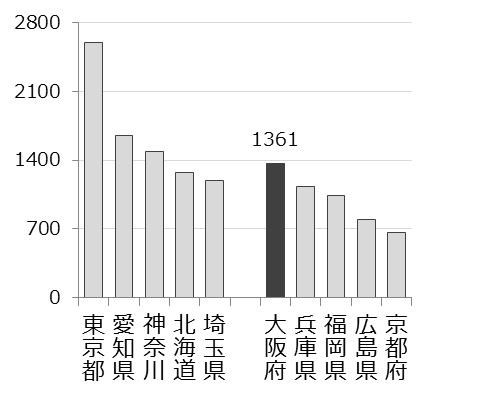 2800
2100
1400
700
0
1361
東京都
愛知県
神奈川
北海道
埼玉県
大阪府
兵庫県
福岡県
広島県
京都府